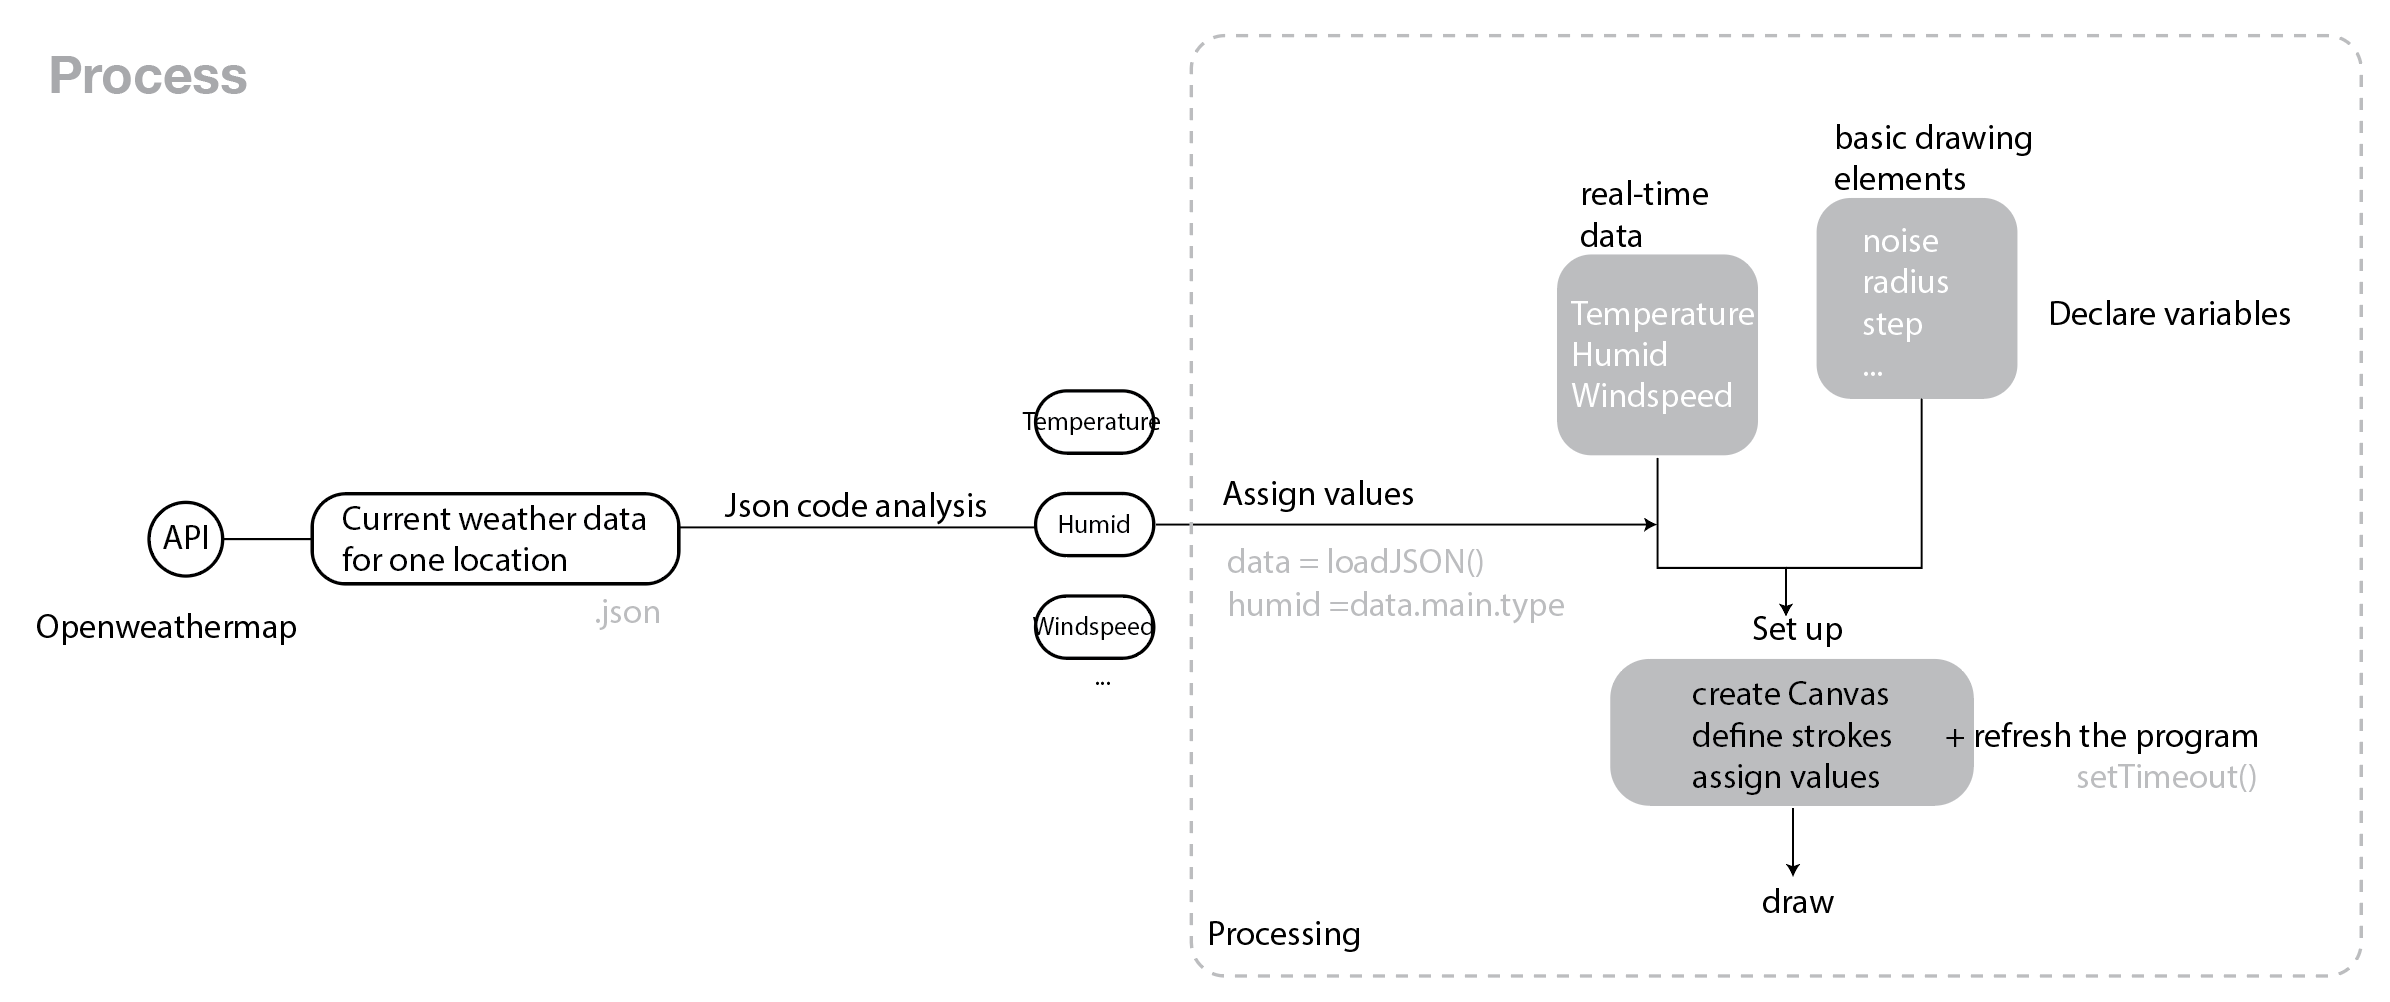 Process
API
Openweathermap
Current weather data
for one location
.json
Json code analysis
Temperature
Humid
Windspeed
...
Assign values
data = loadJSON()
humid =data.main.type
real-time
data
Temperature
Humid
Windspeed
basic drawing
elements
noise
radius
step
...
Declare variables
Set up
create Canvas
define strokes
assign values
+ refresh the program
setTimeout()
draw
Processing